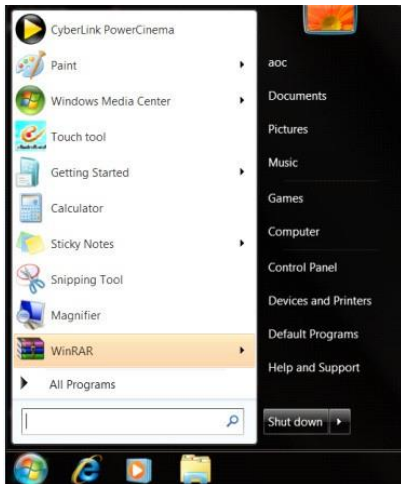 CyberLink PowerCinema
Paint
Windows Media Center
Touch tool
Getting Started
Calculator
Sticky Notes
Snipping Tool
Magnifier
WinRAR
All Programs
aoc
Documents
Pictures
Music
Games
Computer
Control Panel
Devices and Printers
Default Programs
Help and Support
Shut down